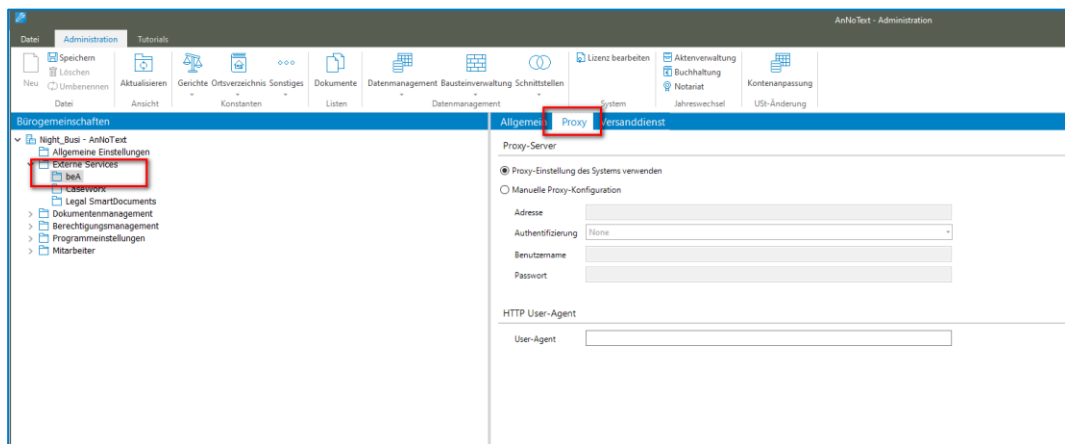 AnNoText - Administration
Datei Administration Tutorials
Neu Speichern Löschen Umbenennen
Aktualisieren
Gerichte Ortsverzeichnis Sonstiges
Dokumente
Datenmanagement Bausteinverwaltung Schnittstellen
Lizenz bearbeiten
Aktenverwaltung Buchhaltung Notariat
Kontenanpassung
Datei Ansicht Konstanten Listen Datenmanagement System Jahreswechsel USt-Änderung
Bürogemeinschaften
Night_Busi - AnNoText
Allgemeine Einstellungen
Externe Services
beA
CaseWorx
Legal SmartDocuments
Dokumentenmanagement
Berechtigungsmanagement
Programmeinstellungen
Mitarbeiter
Allgemein Proxy Versanddienst
Proxy-Server
Proxy-Einstellung des Systems verwenden
Manuelle Proxy-Konfiguration
Adresse
Authentifizierung None
Benutzername
Passwort
HTTP User-Agent
User-Agent